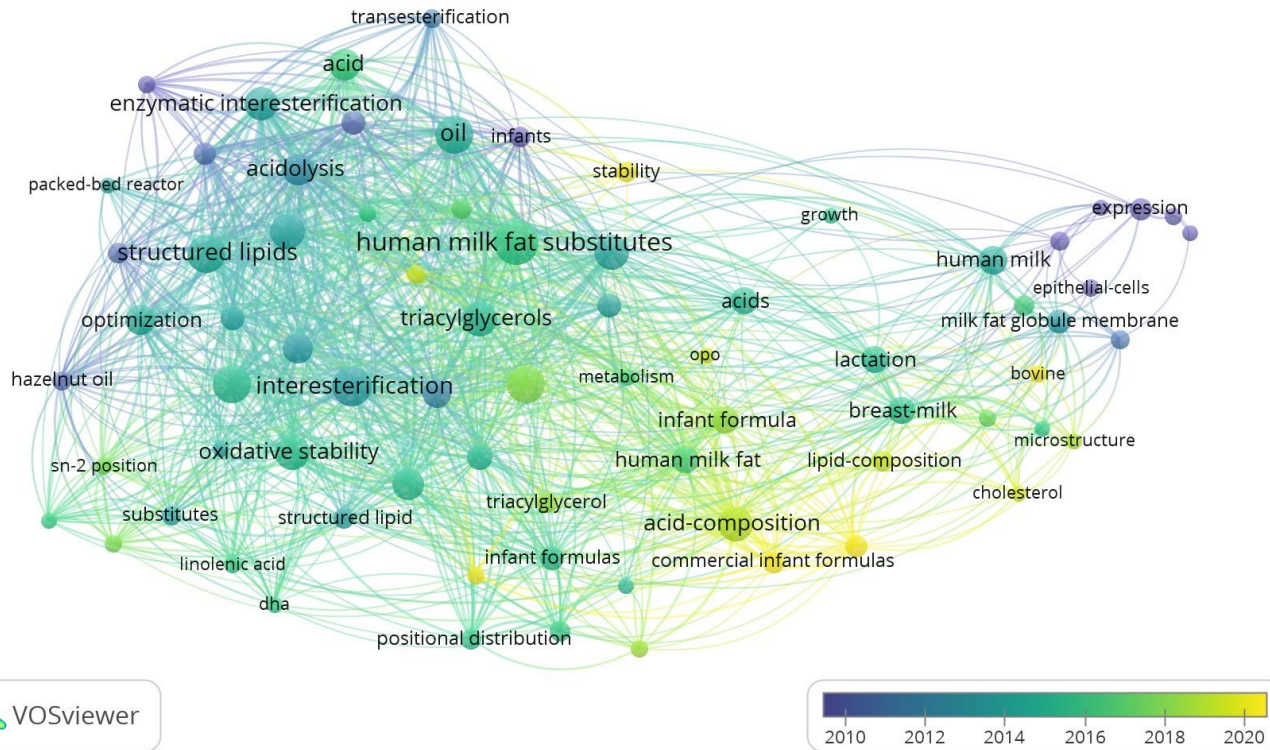 transesterification
acid
enzymatic interesterification
oil
infants
acidolysis
stability
packed-bed reactor
expression
growth
human milk fat substitutes
structured lipids
human milk
epithelial-cells
acids
optimization
triacylglycerols
milk fat globule membrane
opo
lactation
hazelnut oil
interesterification
metabolism
bovine
infant formula
breast-milk
microstructure
oxidative stability
sn-2 position
human milk fat
lipid-composition
cholesterol
triacylglycerol
substitutes
structured lipid
acid-composition
linolenic acid
infant formulas
commercial infant formulas
dha
positional distribution
VOSviewer
2010 2012 2014 2016 2018 2020